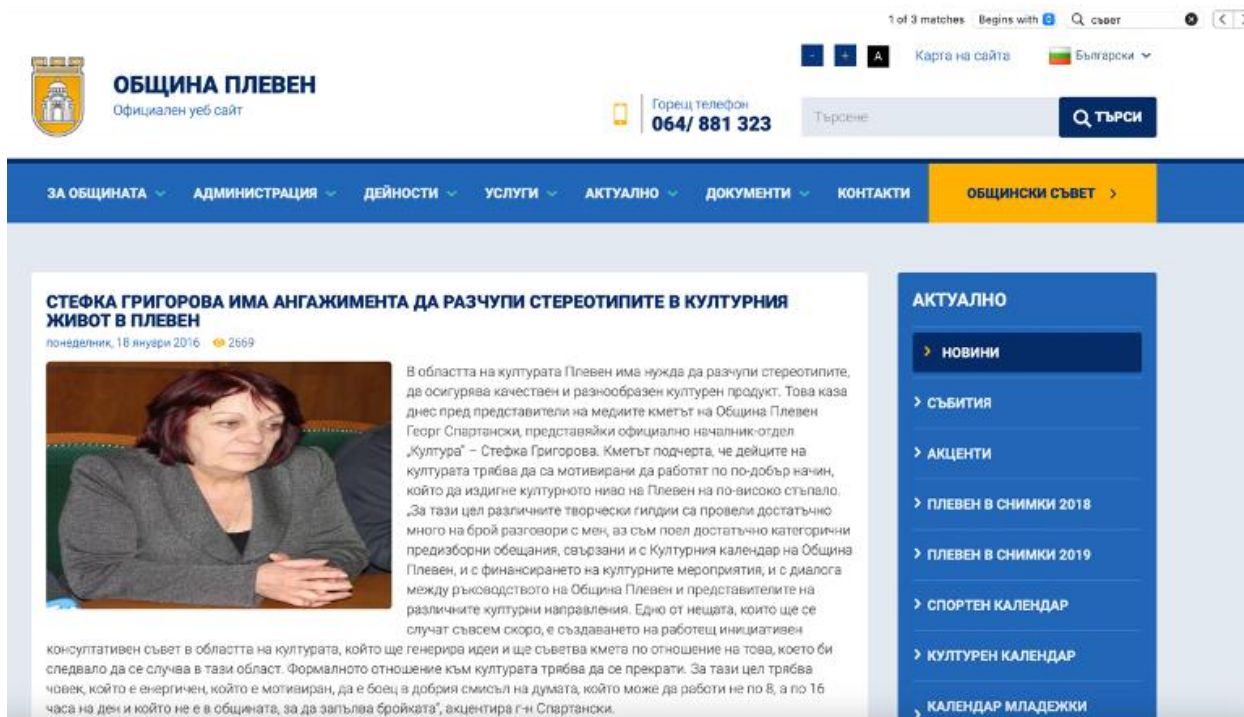 1 of 3 matches Begins with съвет
- + A Карта на сайта Български
ОБЩИНА ПЛЕВЕН
Официален уеб сайт
Горещ телефон
064/ 881 323
Търсене
ТЪРСИ
ЗА ОБЩИНАТА АДМИНИСТРАЦИЯ ДЕЙНОСТИ УСЛУГИ АКТУАЛНО ДОКУМЕНТИ КОНТАКТИ ОБЩИНСКИ СЪВЕТ >
СТЕФКА ГРИГОРОВА ИМА АНГАЖИМЕНТА ДА РАЗЧУПИ СТЕРЕОТИПИТЕ В КУЛТУРНИЯ
ЖИВОТ В ПЛЕВЕН
понеделник, 18 януари 2016 2669
В областта на културата Плевен има нужда да разчупи стереотипите,
да осигурява качествен и разнообразен културен продукт. Това каза
днес пред представители на медиите кметът на Община Плевен
Георг Спартански, представяйки официално началник-отдел
„Култура" – Стефка Григорова. Кметът подчерта, че дейците на
културата трябва да са мотивирани да работят по по-добър начин,
който да издигне културното ниво на Плевен на по-високо стъпало.
„За тази цел различните творчески гилдии са провели достатъчно
много на брой разговори с мен, аз съм поел достатъчно категорични
предизборни обещания, свързани и с Културния календар на Община
Плевен, и с финансирането на културните мероприятия, и с диалога
между ръководството на Община Плевен и представителите на
различните културни направления. Едно от нещата, които ще се
случат съвсем скоро, е създаването на работещ инициативен
консултативен съвет в областта на културата, който ще генерира идеи и ще съветва кмета по отношение на това, което би
следвало да се случва в тази област. Формалното отношение към културата трябва да се прекрати. За тази цел трябва
човек, който е енергичен, който е мотивиран, да е боец в добрия смисъл на думата, който може да работи не по 8, а по 16
часа на ден и който не е в общината, за да запълва бройката", акцентира г-н Спартански.
АКТУАЛНО
> НОВИНИ
> СЪБИТИЯ
> АКЦЕНТИ
> ПЛЕВЕН В СНИМКИ 2018
> ПЛЕВЕН В СНИМКИ 2019
> СПОРТЕН КАЛЕНДАР
> КУЛТУРЕН КАЛЕНДАР
> КАЛЕНДАР МЛАДЕЖКИ